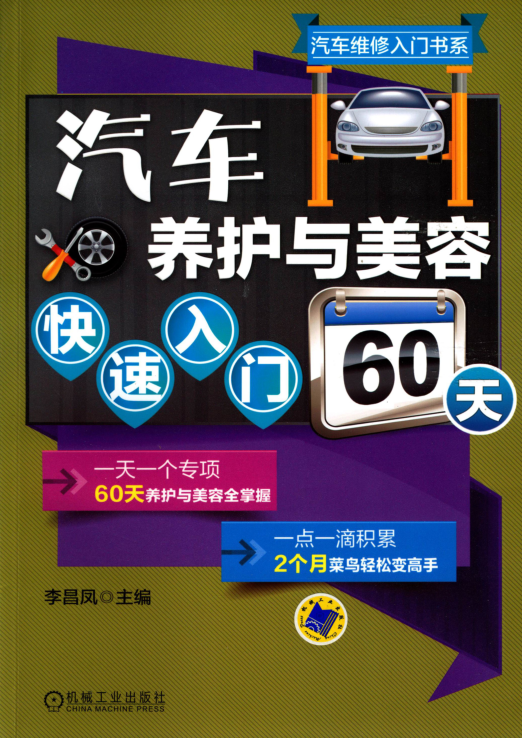 汽车维修入门书系
汽车
养护与美容
快速入门
60天
一天一个专项
60天养护与美容全掌握
一点一滴积累
2个月菜鸟轻松变高手
李昌凤◎主编
机械工业出版社
CHINA MACHINE PRESS